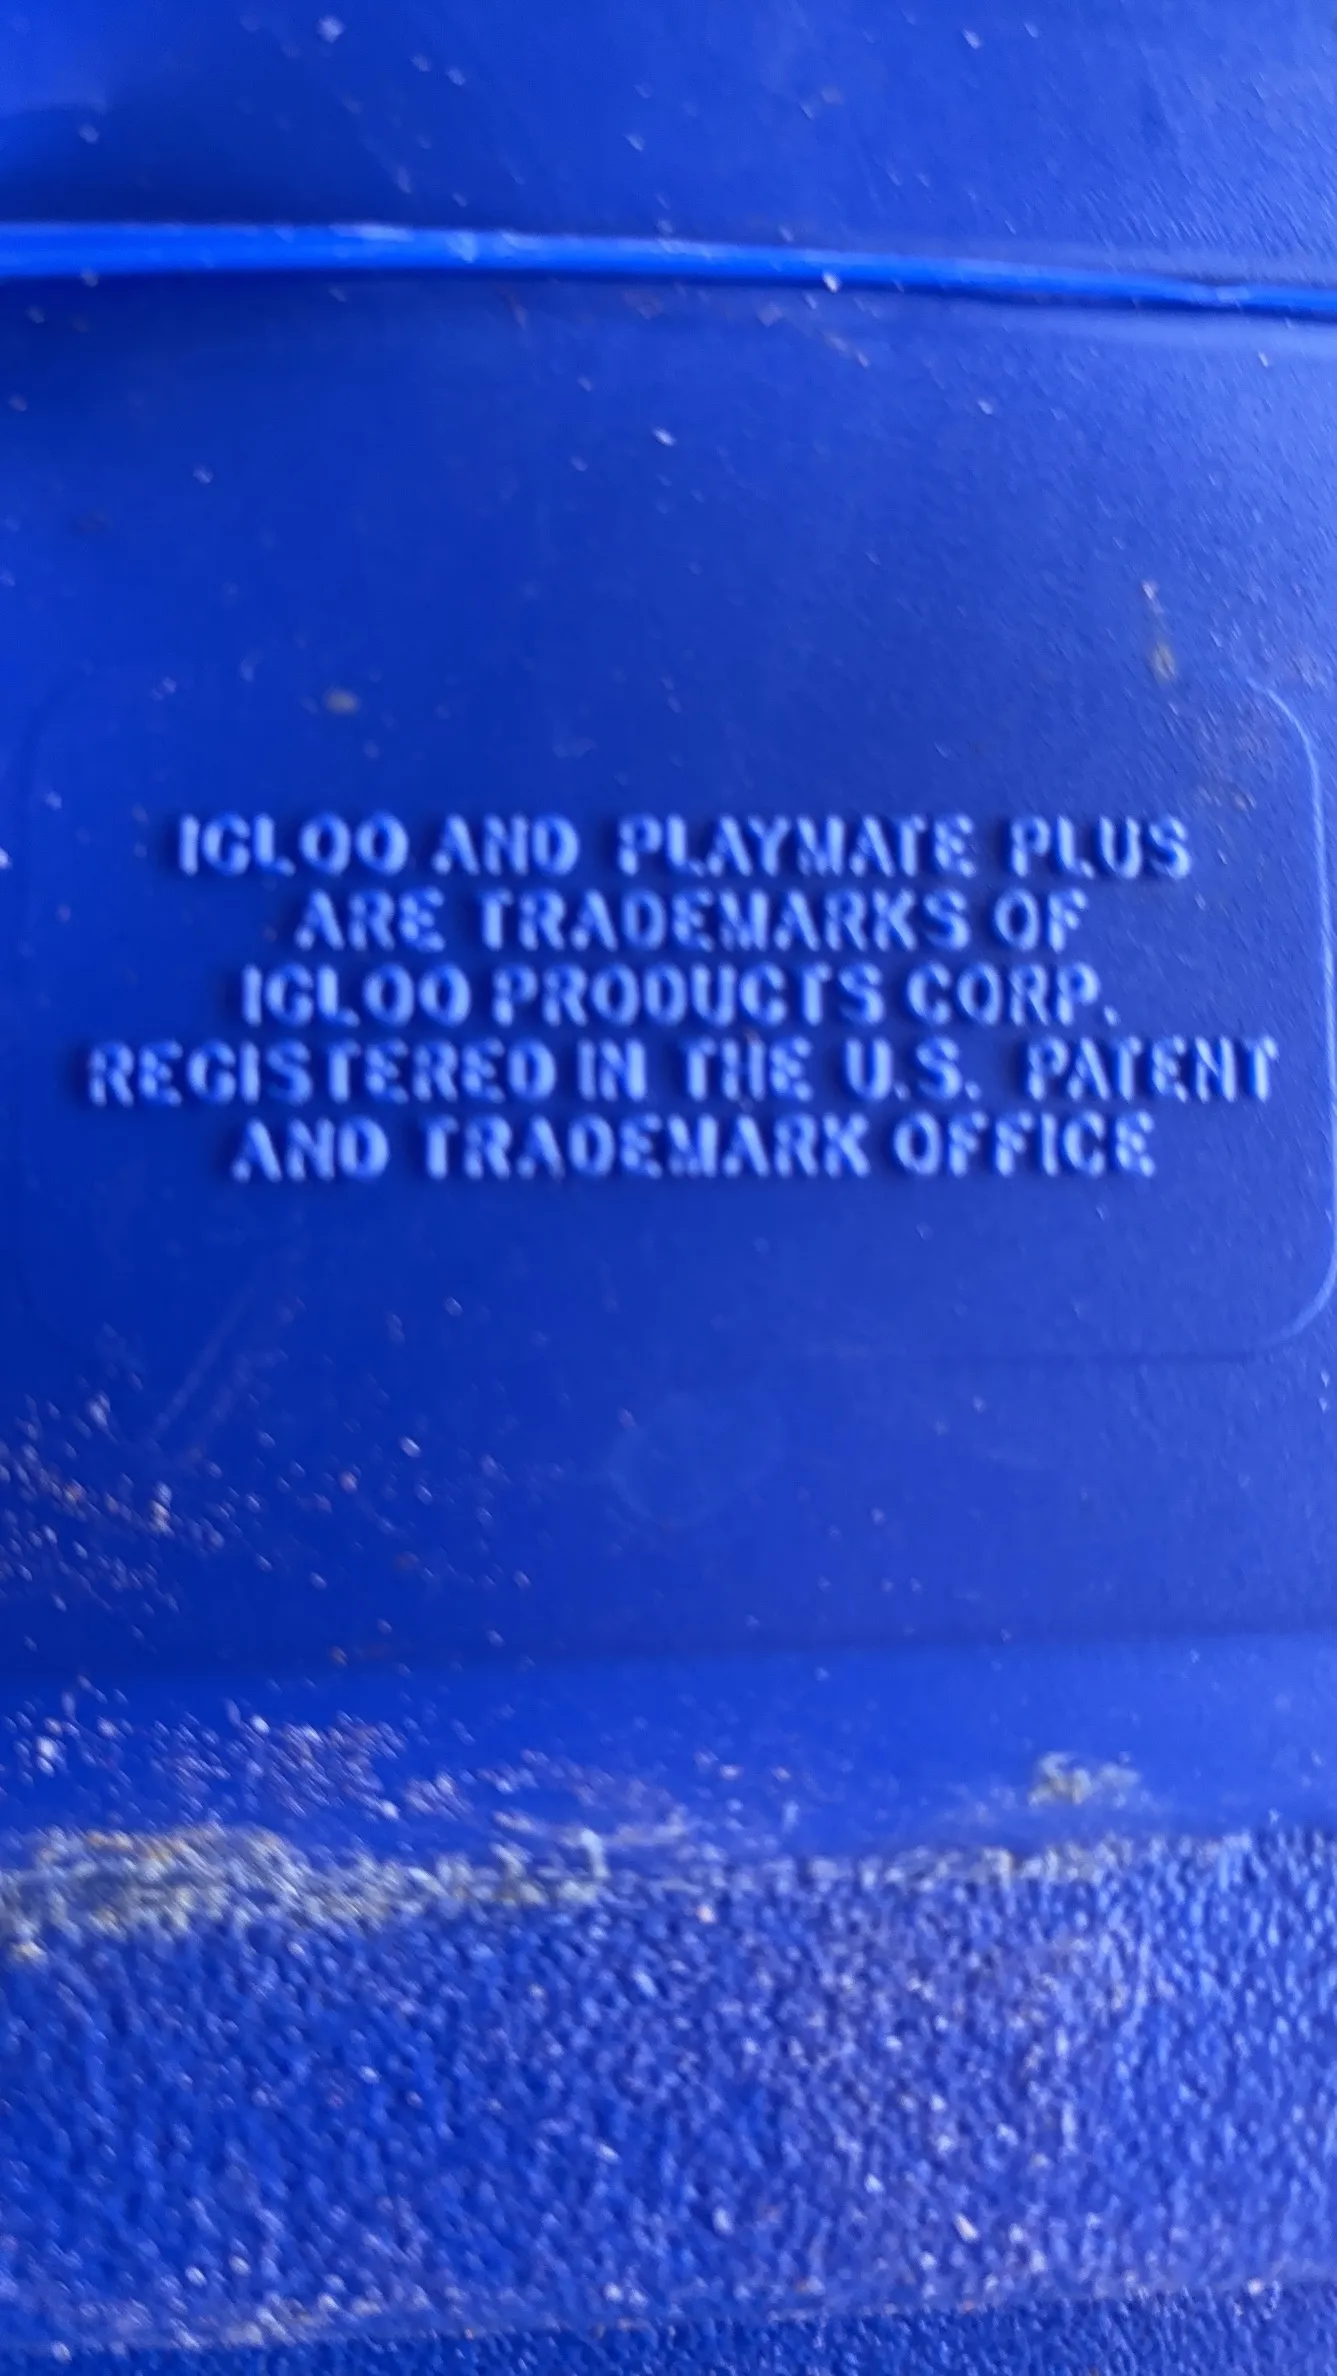 IGLOO AND PLAYMATE PLUS
ARE TRADEMARKS OF
IGLOO PRODUCTS CORP.
REGISTERED IN THE U.S. PATENT
AND TRADEMARK OFFICE